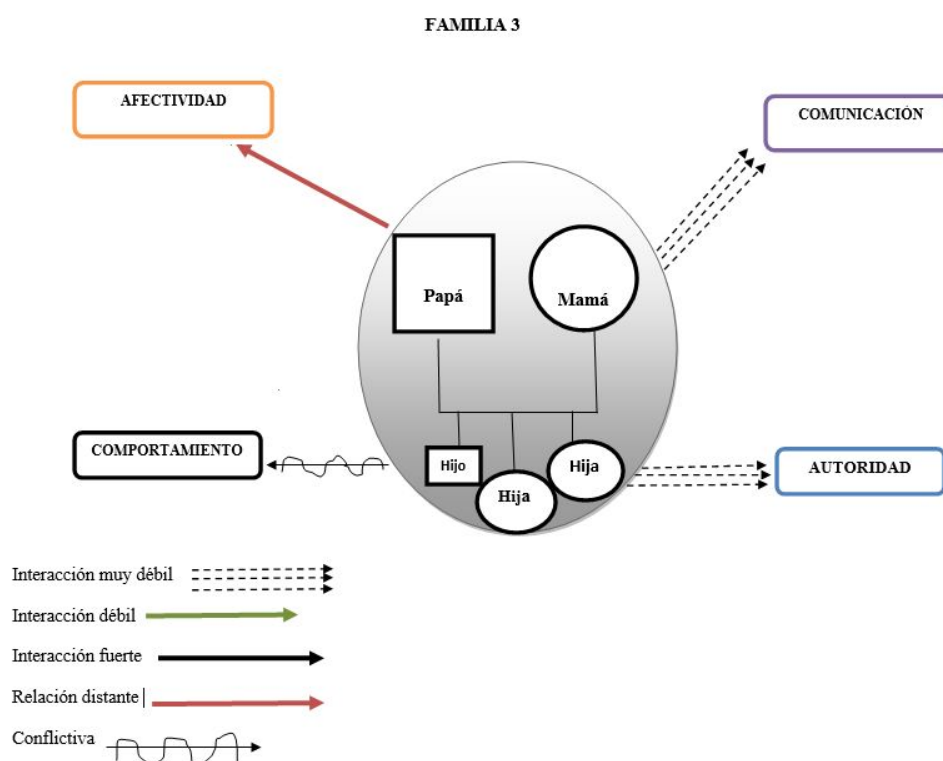 FAMILIA 3
AFECTIVIDAD
COMUNICACIÓN
Papá
Mamá
COMPORTAMIENTO
Hijo
Hija
Hija
AUTORIDAD
Interacción muy débil
Interacción débil
Interacción fuerte
Relación distante
Conflictiva